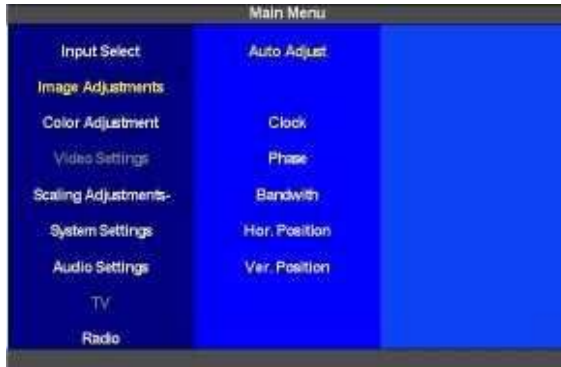 Main Menu
Input Select
Image Adjustments
Color Adjustment
Video Settings
Scaling Adjustments-
System Settings
Audio Settings
TV
Radio
Auto Adjust
Clock
Phase
Bandwith
Hor. Position
Ver. Position